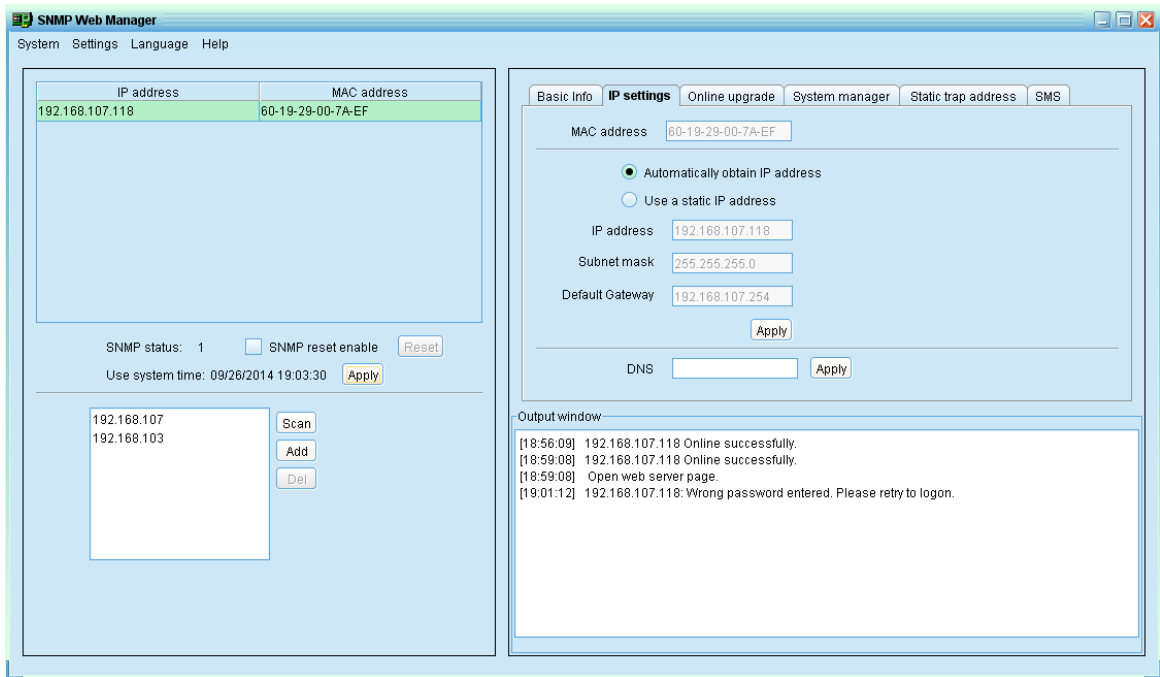 SNMP Web Manager
System Settings Language Help
IP address MAC address
192.168.107.118 60-19-29-00-7A-EF
SNMP status: 1 SNMP reset enable Reset
Use system time: 09/26/2014 19:03:30 Apply
192.168.107
192.168.103
Scan
Add
Del
Basic Info IP settings Online upgrade System manager Static trap address SMS
MAC address 60-19-29-00-7A-EF
Automatically obtain IP address
Use a static IP address
IP address 192.168.107.118
Subnet mask 255.255.255.0
Default Gateway 192.168.107.254
Apply
DNS Apply
Output window
[18:56:09] 192.168.107.118 Online successfully.
[18:59:08] 192.168.107.118 Online successfully.
[18:59:08] Open web server page.
[19:01:12] 192.168.107.118: Wrong password entered. Please retry to logon.